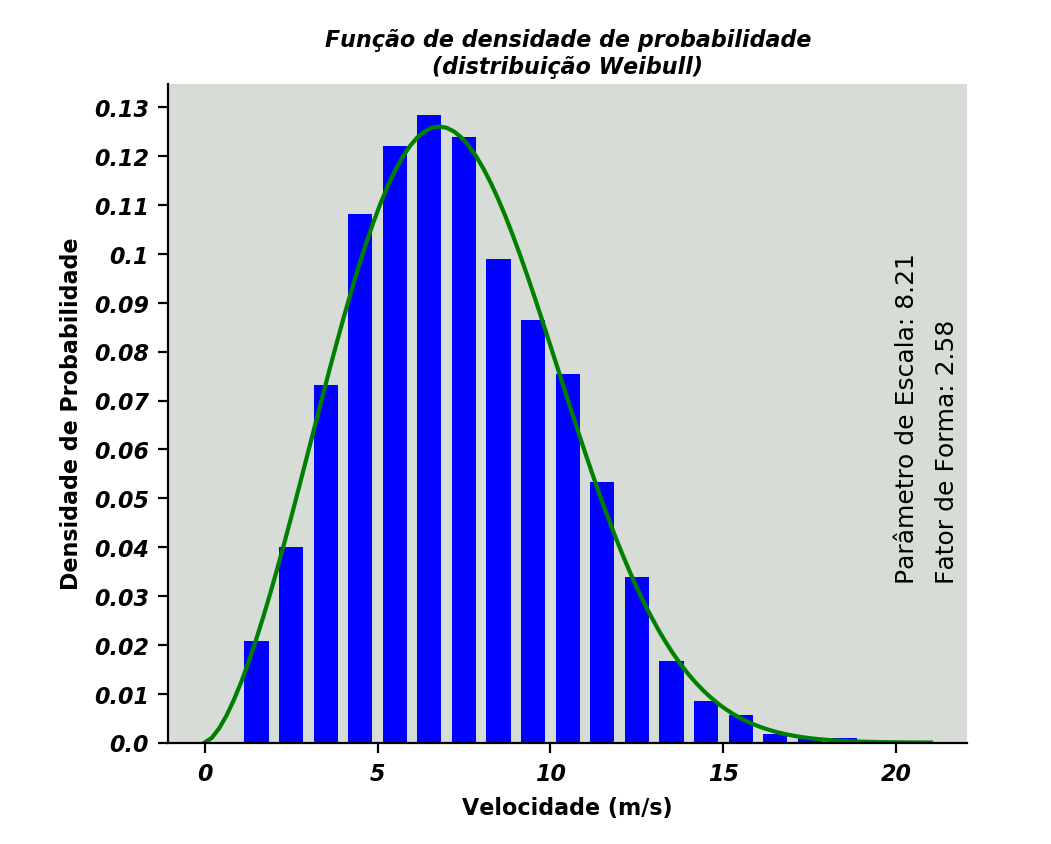 Função de densidade de probabilidade
(distribuição Weibull)
Densidade de Probabilidade
0.13
0.12
0.11
0.1
0.09
0.08
0.07
0.06
0.05
0.04
0.03
0.02
0.01
0.0
Parâmetro de Escala: 8.21
Fator de Forma: 2.58
0 5 10 15 20
Velocidade (m/s)